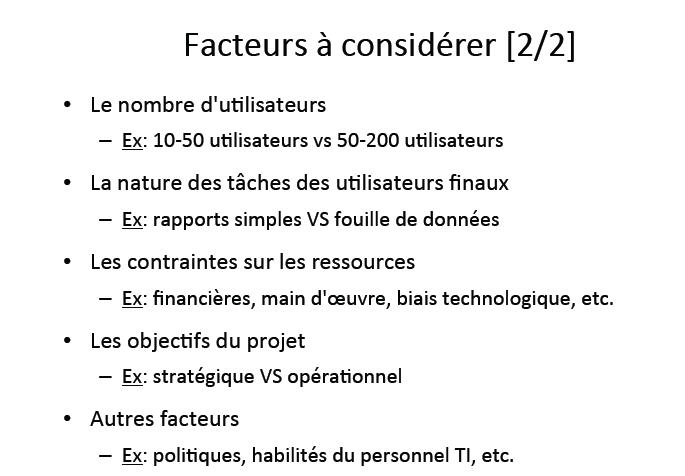 Facteurs à considérer [2/2]
• Le nombre d'utilisateurs
– Ex: 10-50 utilisateurs vs 50-200 utilisateurs
• La nature des tâches des utilisateurs finaux
– Ex: rapports simples VS fouille de données
• Les contraintes sur les ressources
– Ex: financières, main d'œuvre, biais technologique, etc.
• Les objectifs du projet
– Ex: stratégique VS opérationnel
• Autres facteurs
– Ex: politiques, habilités du personnel TI, etc.